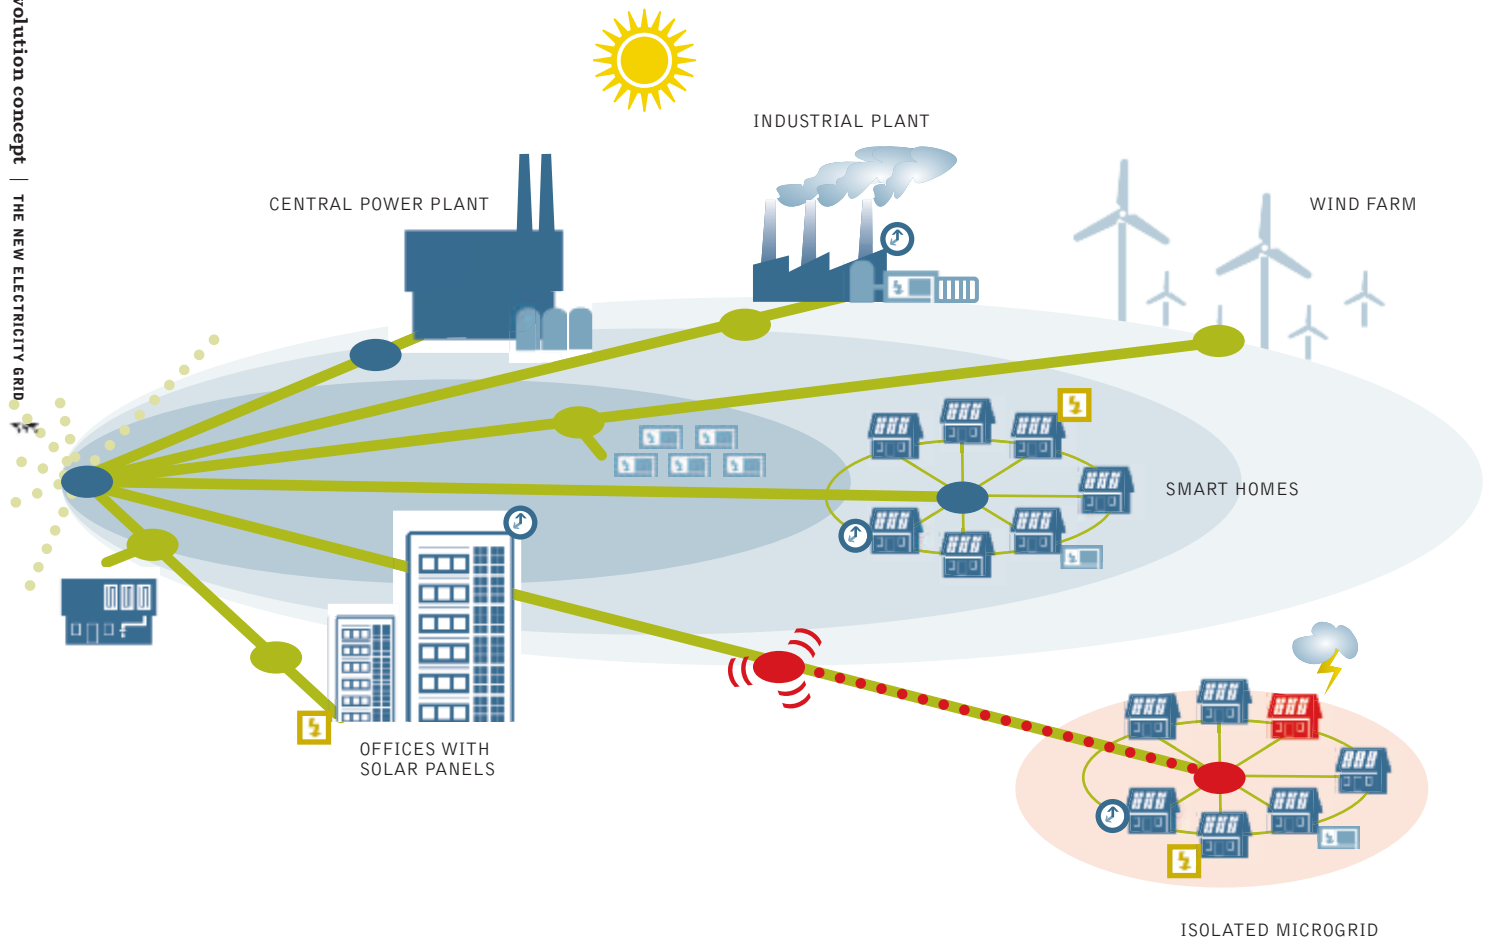 volution concept | THE NEW ELECTRICITY GRID
INDUSTRIAL PLANT
CENTRAL POWER PLANT
WIND FARM
SMART HOMES
OFFICES WITH
SOLAR PANELS
ISOLATED MICROGRID